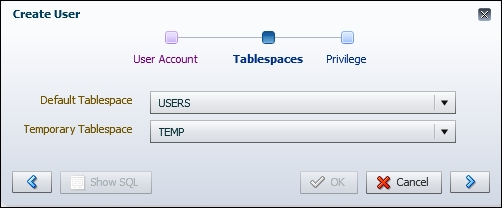 Create User
User Account Tablespaces Privilege
Default Tablespace USERS
Temporary Tablespace TEMP
Show SQL OK Cancel